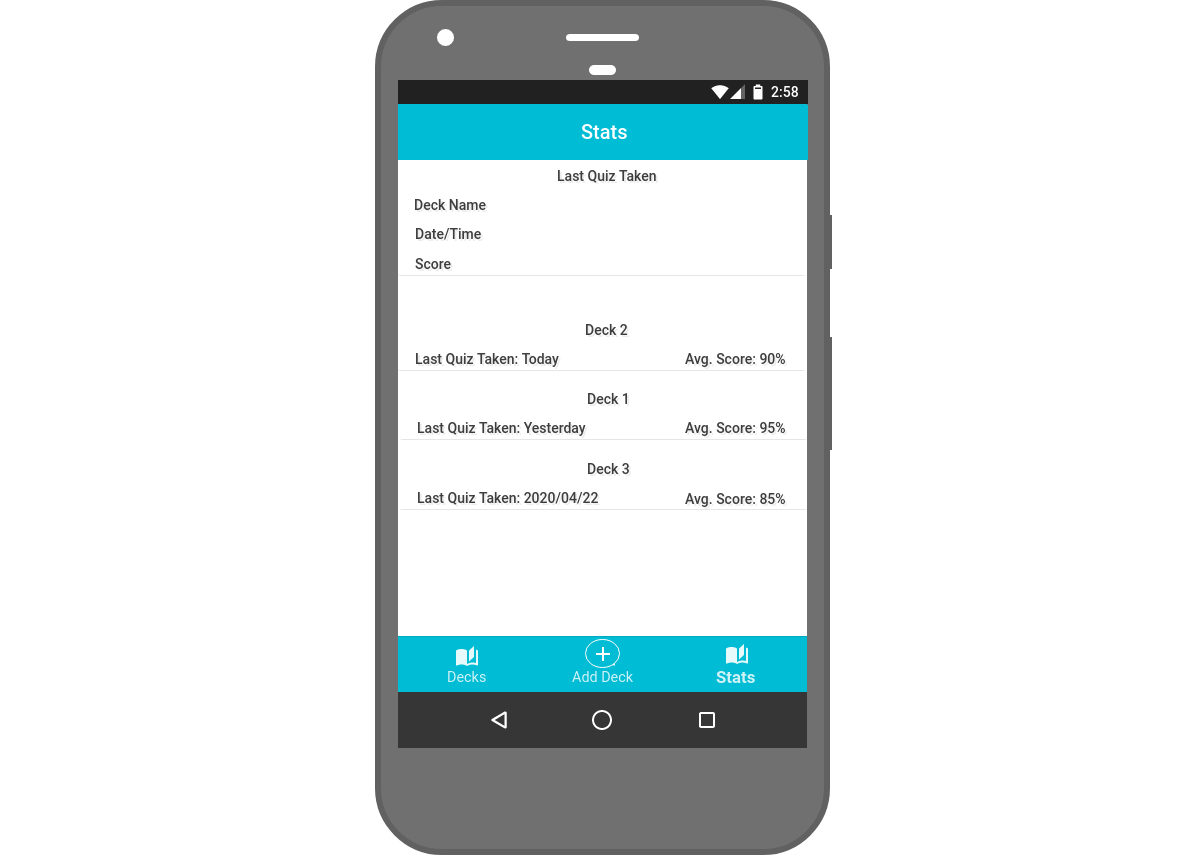 2:58
Stats
Last Quiz Taken
Deck Name
Date/Time
Score
Deck 2
Last Quiz Taken: Today Avg. Score: 90%
Deck 1
Last Quiz Taken: Yesterday Avg. Score: 95%
Deck 3
Last Quiz Taken: 2020/04/22 Avg. Score: 85%
Decks Add Deck Stats